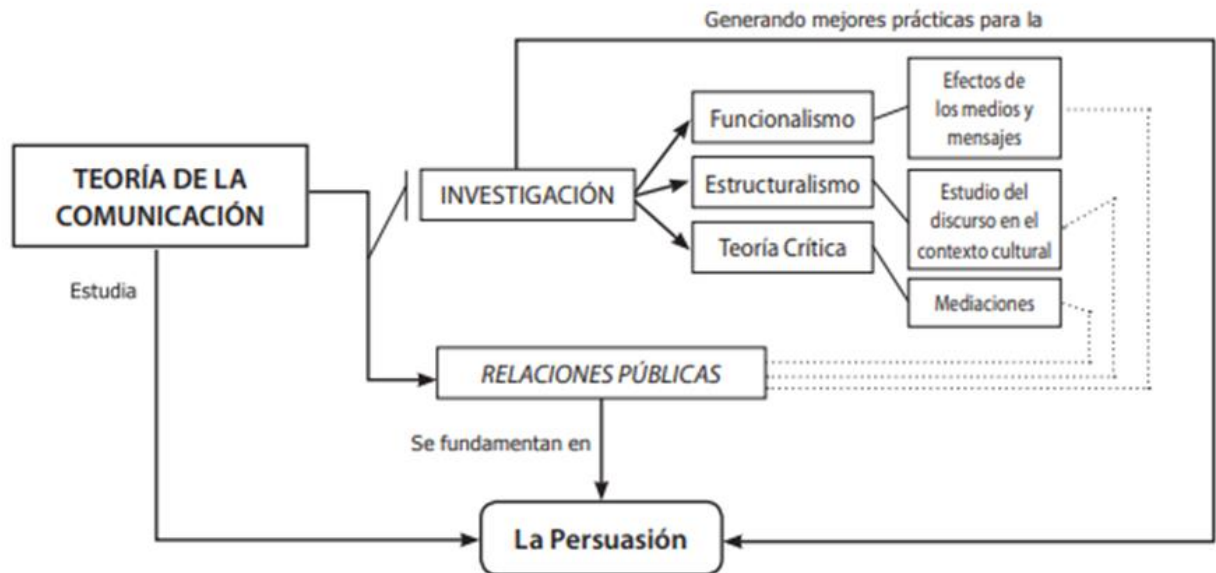 Generando mejores prácticas para la
TEORÍA DE LA
COMUNICACIÓN
Estudia
INVESTIGACIÓN
Funcionalismo
Estructuralismo
Teoría Crítica
Efectos de
los medios y
mensajes
Estudio del
discurso en el
contexto cultural
Mediaciones
RELACIONES PÚBLICAS
Se fundamentan en
La Persuasión